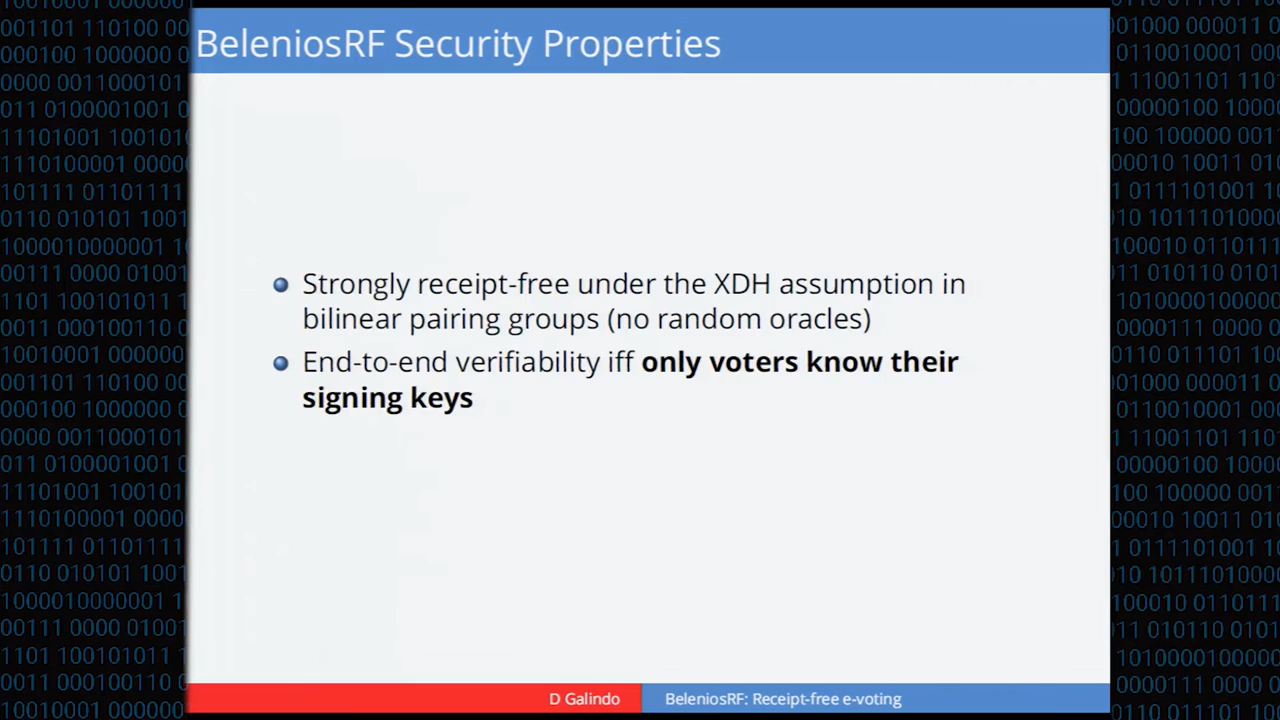 BeleniosRF Security Properties
Strongly receipt-free under the XDH assumption in
bilinear pairing groups (no random oracles)
End-to-end verifiability iff only voters know their
signing keys
D Galindo
BeleniosRF: Receipt-free e-voting